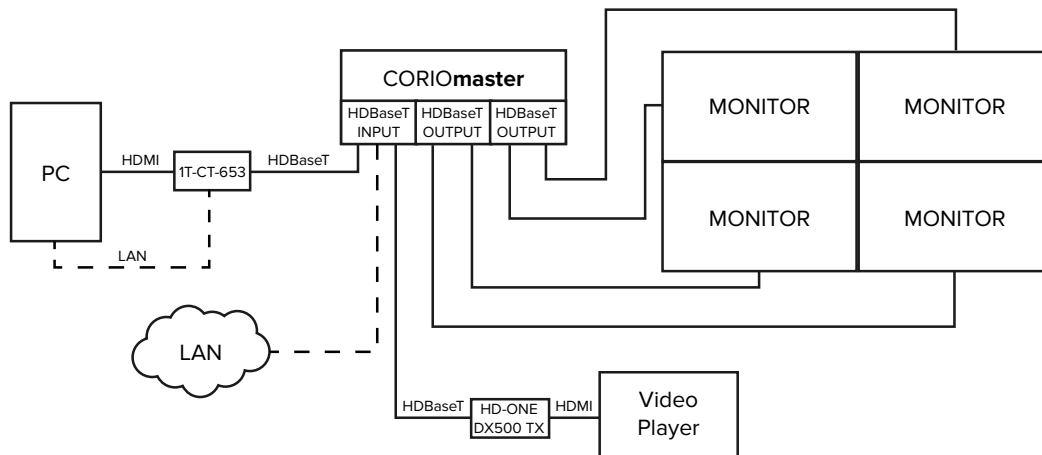 CORIOmaster
HDBaseT
INPUT
HDBaseT
OUTPUT
HDBaseT
OUTPUT
MONITOR
MONITOR
MONITOR
MONITOR
PC
HDMI
1T-CT-653
HDBaseT
LAN
LAN
HDBaseT
HD-ONE
DX500 TX
HDMI
Video
Player